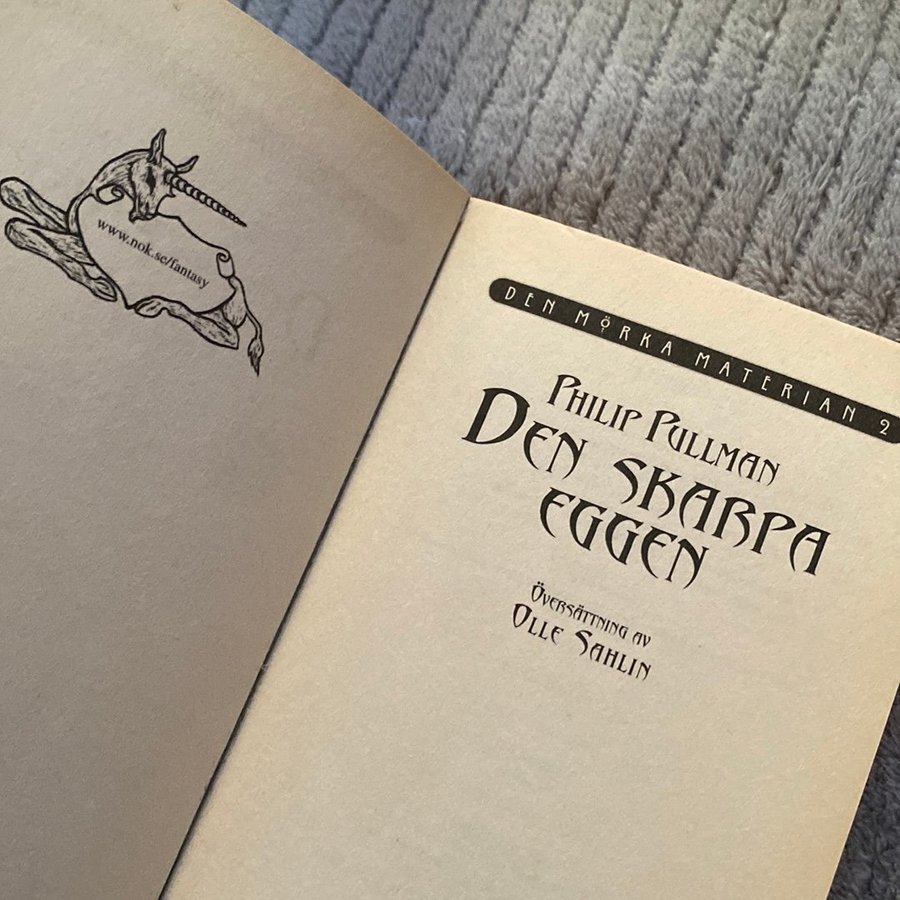 www.nok.se/fantasy
DEN MÖRKA MATERIAN 2
PHILIP PULLMAN
DEN SKARPA
EGGEN
ÖVERSÄTTNING AV
OLLE SAHLIN